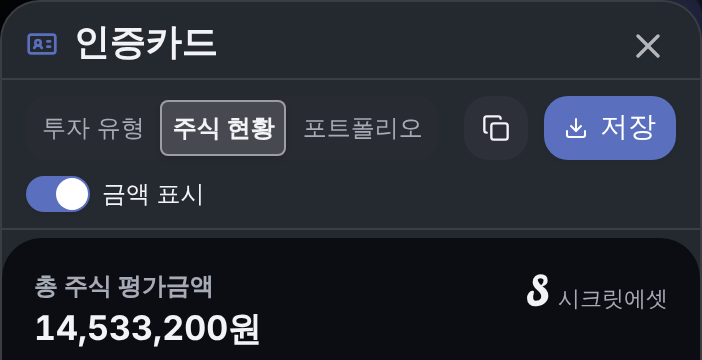 인증카드
투자 유형 주식 현황 포트폴리오 저장
금액 표시
총 주식 평가금액
S 시크릿에셋
14,533,200원